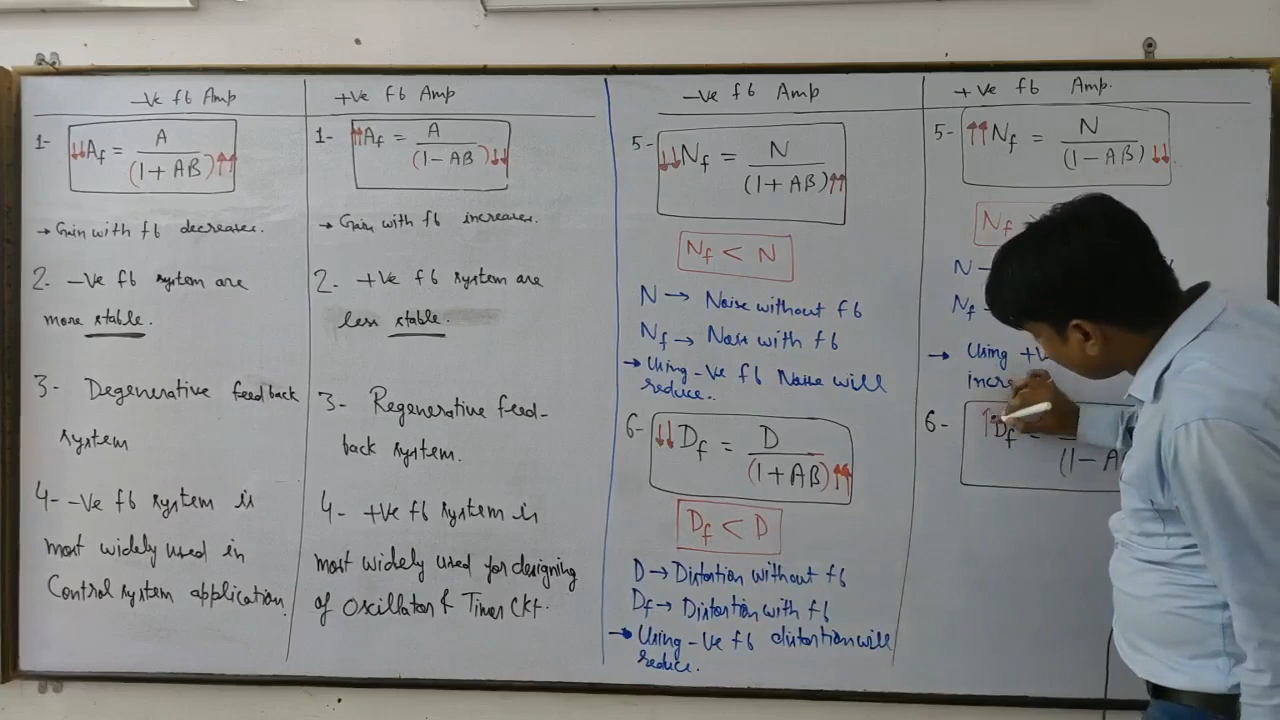 -Ve fb Amp
1- Af = A / (1 + AB)
→ Gain with fb decreases.
2. -Ve fb system are
more stable.
3- Degenerative feedback
system
4- -Ve fb system is
most widely used in
Control system application.
+Ve fb Amp
1- Af = A / (1 - AB)
→ Gain with fb increases.
2. +Ve fb system are
less stable.
3- Regenerative feed-
back system.
4- +Ve fb system is
most widely used for designing
of Oscillator & Timer Ckt.
-Ve fb Amp
5- ↓↓Nf = N / (1 + AB)↑↑
Nf < N
N → Noise without fb
Nf → Noise with fb
→ Using -Ve fb Noise will
reduce..
6- ↓↓Df = D / (1 + AB)↑↑
Df < D
D → Distortion without fb
Df → Distortion with fb
→ Using -Ve fb distortion will
reduce.
+Ve fb Amp.
5- ↑↑Nf = N / (1 - AB)↓↓
Nf
N
Nf
→ Using +V
incre
6- ↑Df =
(1 - A